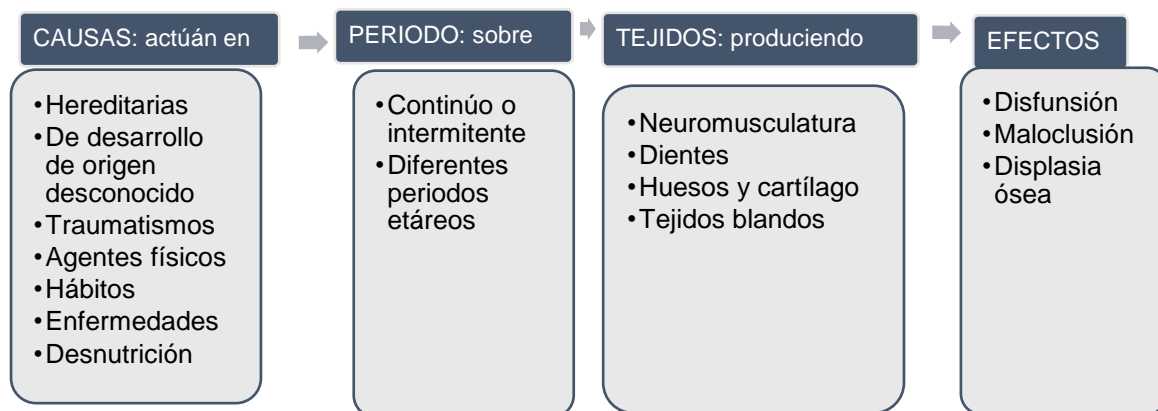 CAUSAS: actúán en
•Hereditarias
•De desarrollo
de origen
desconocido
•Traumatismos
•Agentes físicos
•Hábitos
•Enfermedades
•Desnutrición
PERIODO: sobre
•Continúo o
intermitente
•Diferentes
periodos
etáreos
TEJIDOS: produciendo
•Neuromusculatura
•Dientes
•Huesos y cartílago
•Tejidos blandos
EFECTOS
•Disfunsión
•Maloclusión
•Displasia
ósea